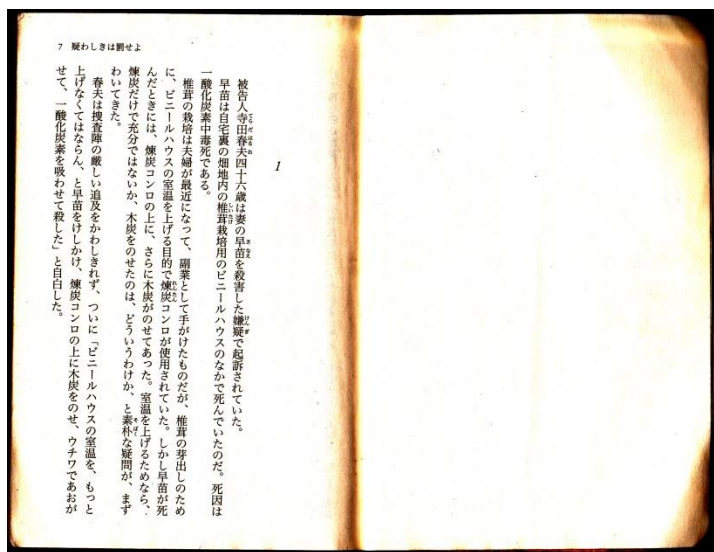 7 疑わしきは罰せよ
1
被告人寺田春夫四十六歳は妻の早苗を殺害した嫌疑で起訴されていた。
早苗は自宅裏の畑地内の椎茸栽培用のビニールハウスのなかで死んでいたのだ。死因は
一酸化炭素中毒死である。
椎茸の栽培は夫婦が最近になって、副業として手がけたものだが、椎茸の芽出しのため
に、ビニールハウスの室温を上げる目的で煉炭コンロが使用されていた。しかし早苗が死
んだときには、煉炭コンロの上に、さらに木炭がのせてあった。室温を上げるためなら、
煉炭だけで充分ではないか、木炭をのせたのは、どういうわけか、と素朴な疑問が、まず
わいてきた。
春夫は捜査陣の厳しい追及をかわしきれず、ついに「ビニールハウスの室温を、もっと
上げなくてはならん、と早苗をけしかけ、煉炭コンロの上に木炭をのせ、ウチワであおが
せて、一酸化炭素を吸わせて殺した」と自白した。